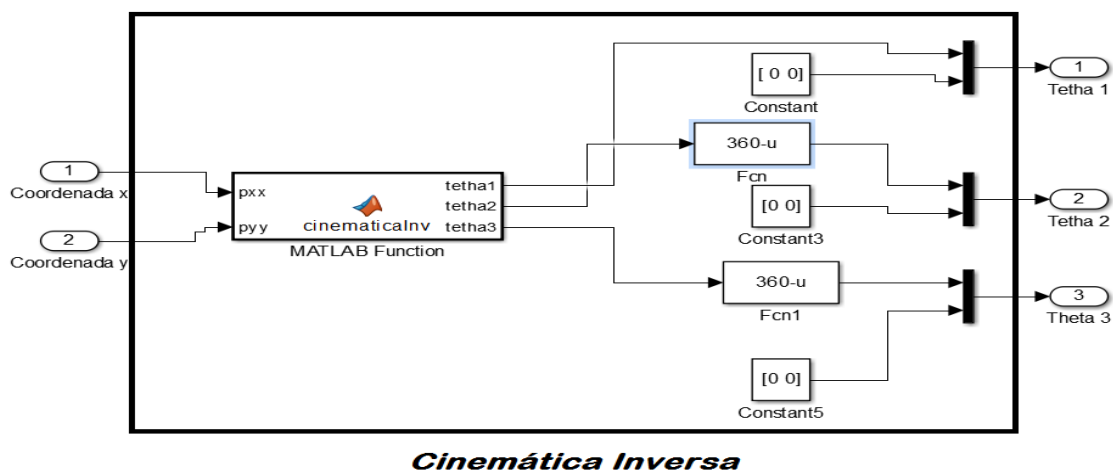 1
Coordenada x
2
Coordenada y
pxx
pyy
cinematicaInv
tetha1
tetha2
tetha3
MATLAB Function
[ 0 0]
Constant
360-u
Fcn
[0 0]
Constant3
360-u
Fcn1
[0 0]
Constant5
1
Tetha 1
2
Tetha 2
3
Theta 3
Cinemática Inversa